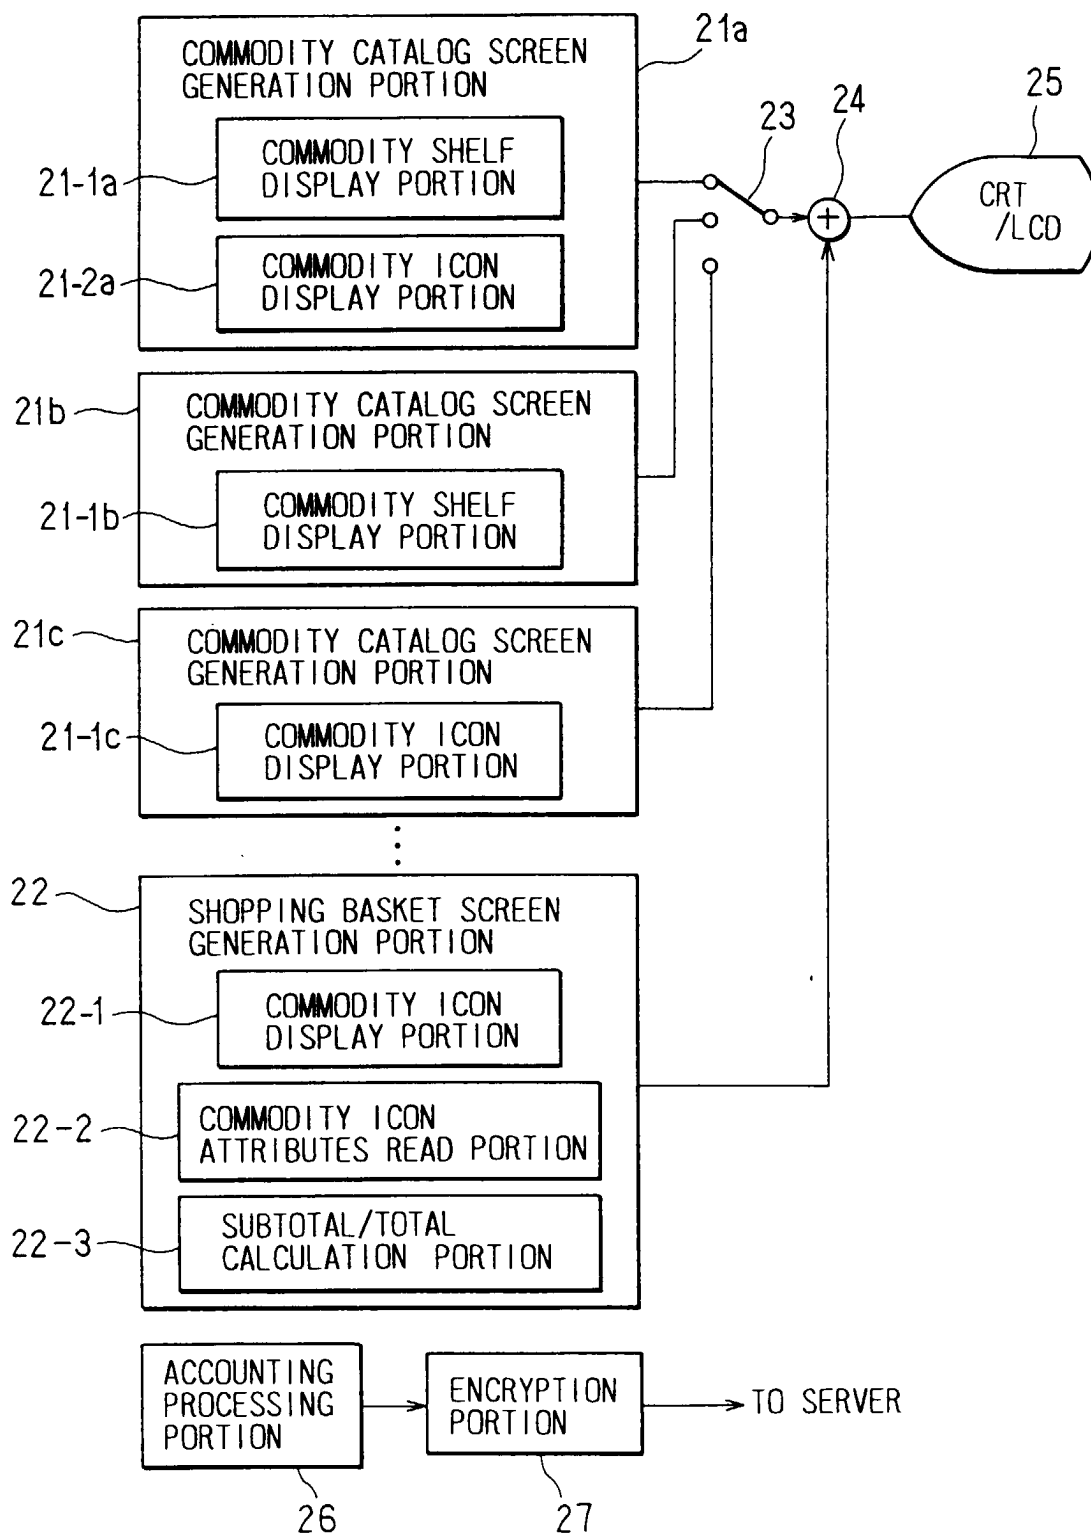 COMMODITY CATALOG SCREEN
GENERATION PORTION
21a
COMMODITY SHELF
DISPLAY PORTION
21-1a
COMMODITY ICON
DISPLAY PORTION
21-2a
23
24
25
CRT
/LCD
21b
COMMODITY CATALOG SCREEN
GENERATION PORTION
21-1b
COMMODITY SHELF
DISPLAY PORTION
21c
COMMODITY CATALOG SCREEN
GENERATION PORTION
21-1c
COMMODITY ICON
DISPLAY PORTION
22
SHOPPING BASKET SCREEN
GENERATION PORTION
22-1
COMMODITY ICON
DISPLAY PORTION
22-2
COMMODITY ICON
ATTRIBUTES READ PORTION
22-3
SUBTOTAL/TOTAL
CALCULATION PORTION
ACCOUNTING
PROCESSING
PORTION
ENCRYPTION
PORTION
TO SERVER
26
27